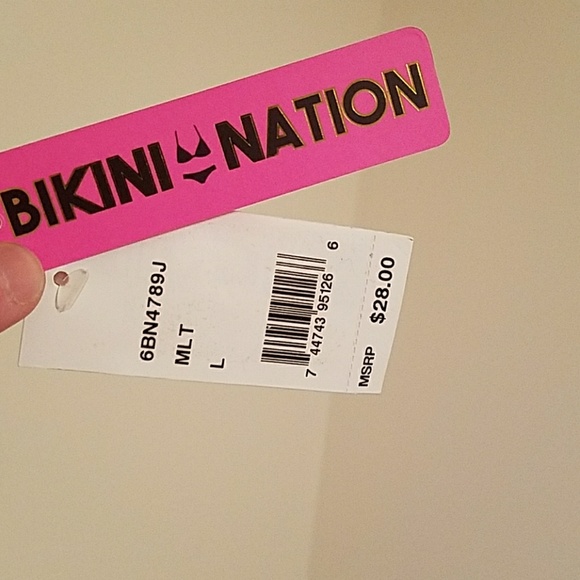 BIKINI NATION
6BN4789J
MLT
L
7 44743 95126 6
MSRP $28.00